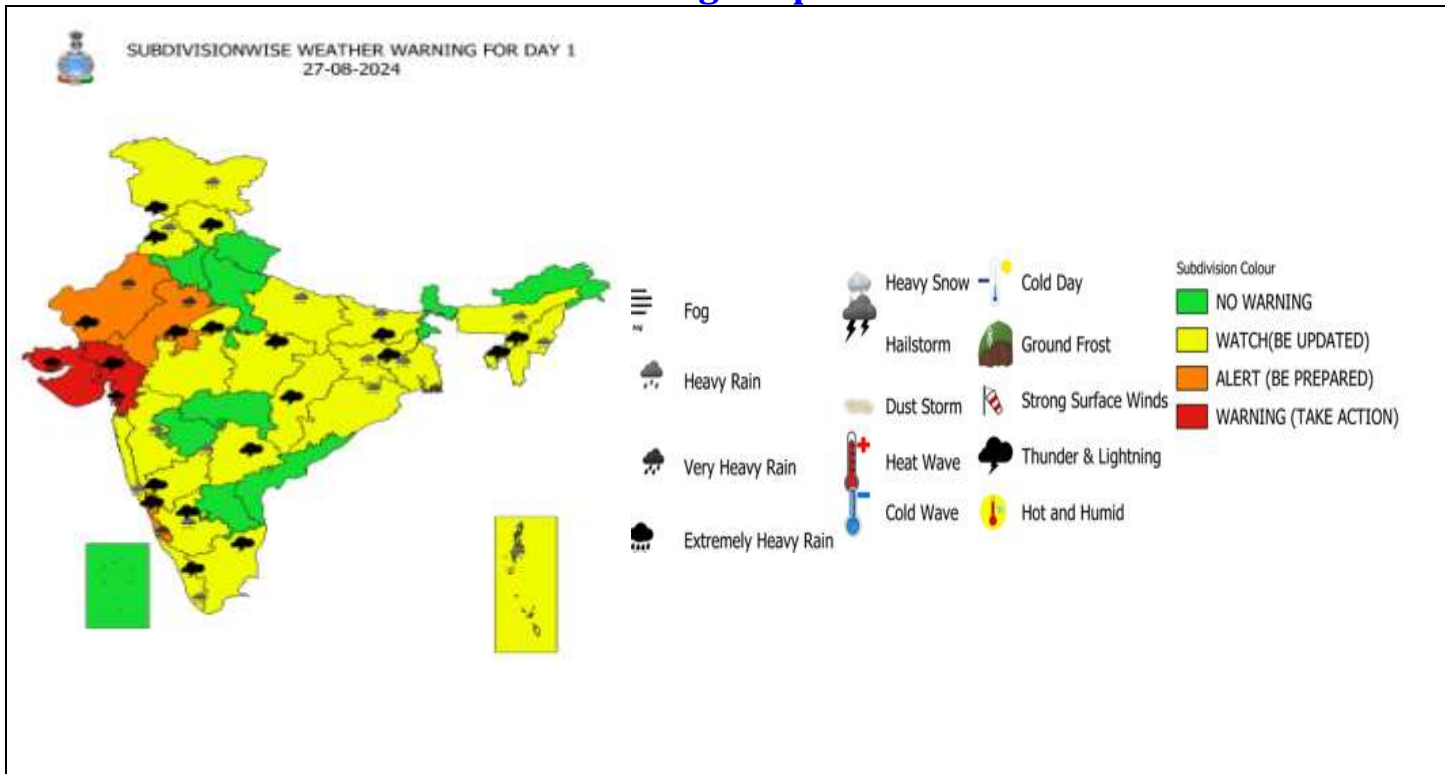 SUBDIVISIONWISE WEATHER WARNING FOR DAY 1
27-08-2024
Fog
Heavy Rain
Very Heavy Rain
Extremely Heavy Rain
Heavy Snow
Hailstorm
Dust Storm
Heat Wave
Cold Wave
Cold Day
Ground Frost
Strong Surface Winds
Thunder & Lightning
Hot and Humid
Subdivision Colour
NO WARNING
WATCH(BE UPDATED)
ALERT (BE PREPARED)
WARNING (TAKE ACTION)